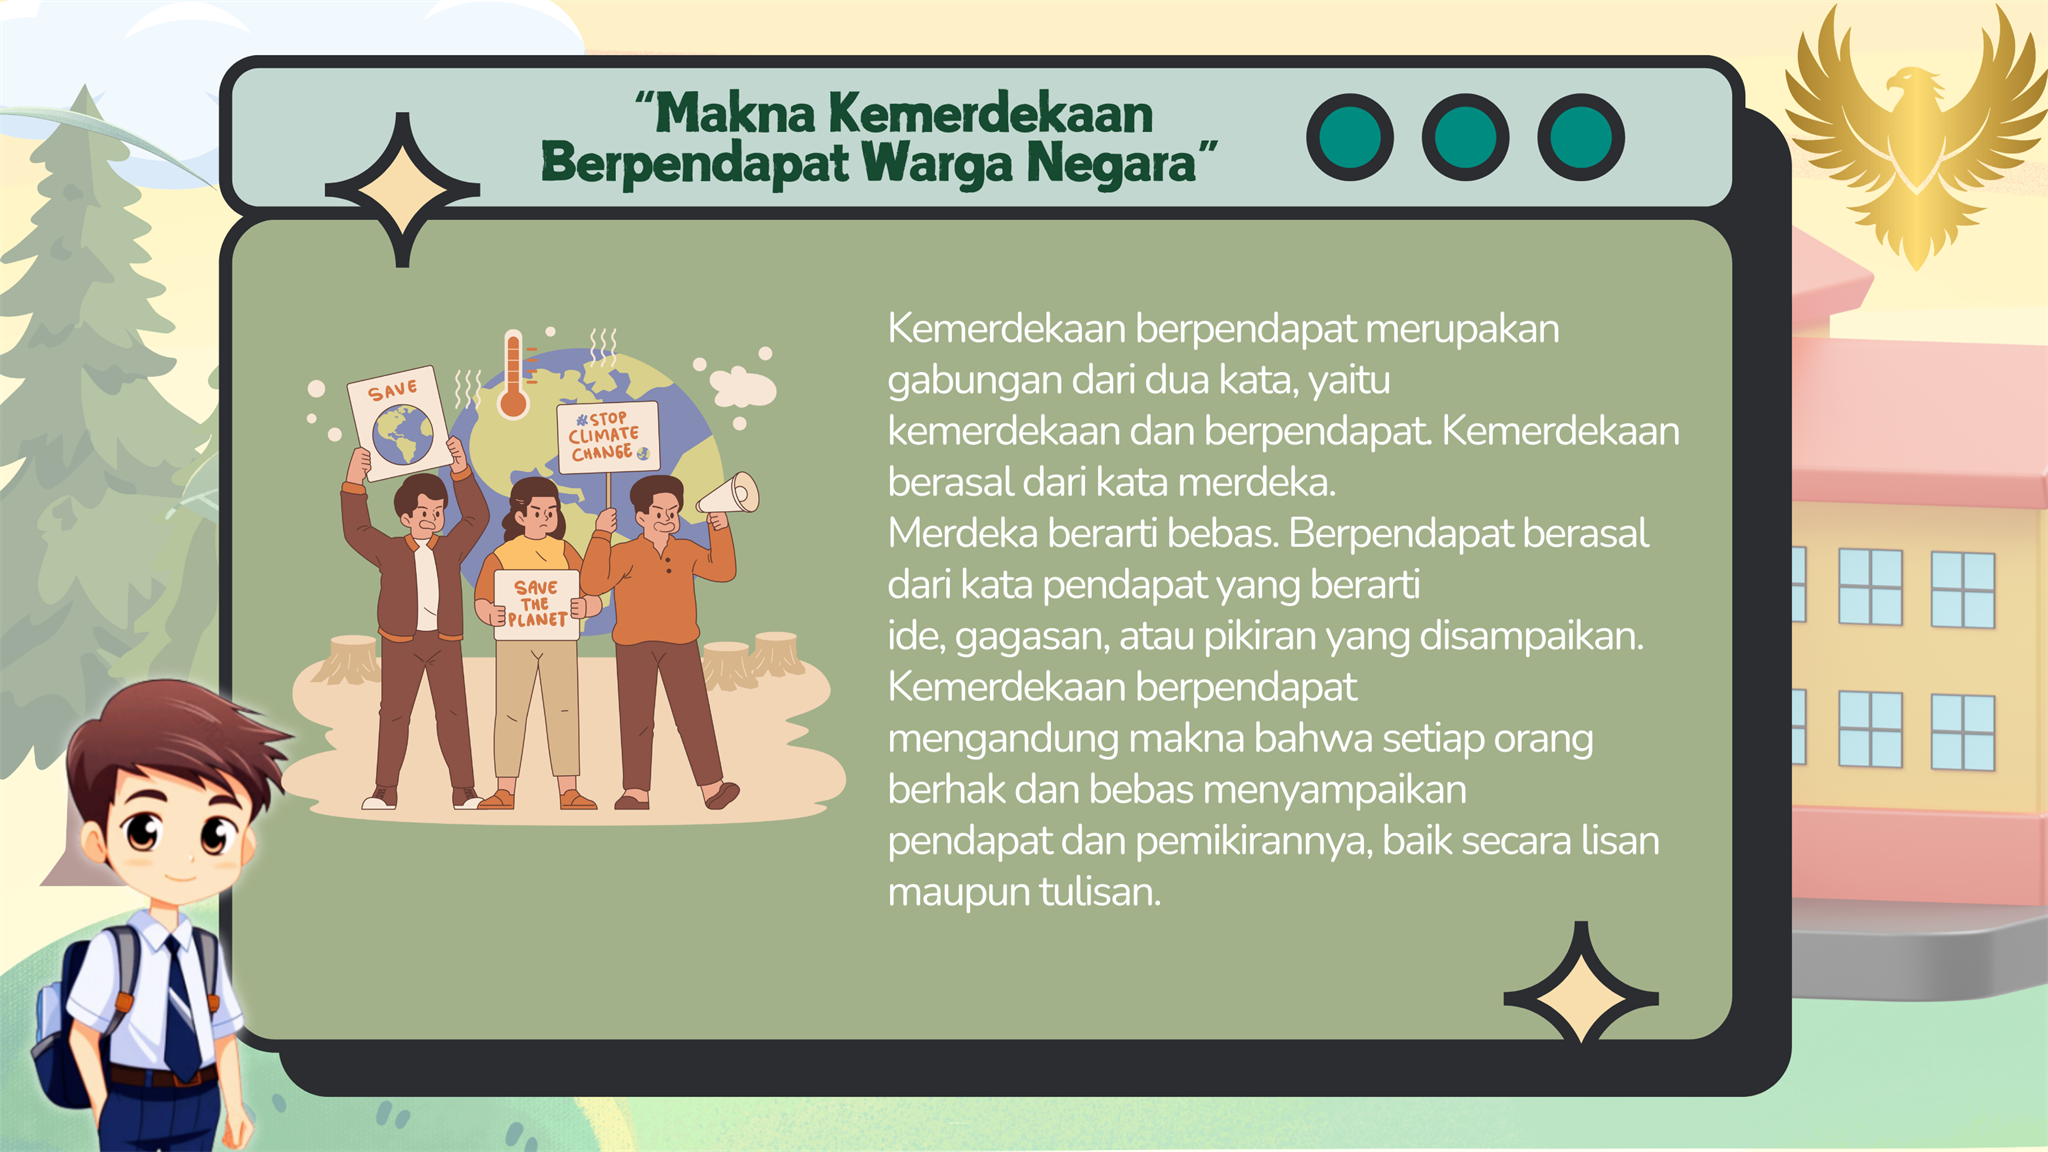 “Makna Kemerdekaan
Berpendapat Warga Negara”
SAVE
#STOP
CLIMATE
CHANGE
SAVE
THE
PLANET
Kemerdekaan berpendapat merupakan
gabungan dari dua kata, yaitu
kemerdekaan dan berpendapat. Kemerdekaan
berasal dari kata merdeka.
Merdeka berarti bebas. Berpendapat berasal
dari kata pendapat yang berarti
ide, gagasan, atau pikiran yang disampaikan.
Kemerdekaan berpendapat
mengandung makna bahwa setiap orang
berhak dan bebas menyampaikan
pendapat dan pemikirannya, baik secara lisan
maupun tulisan.